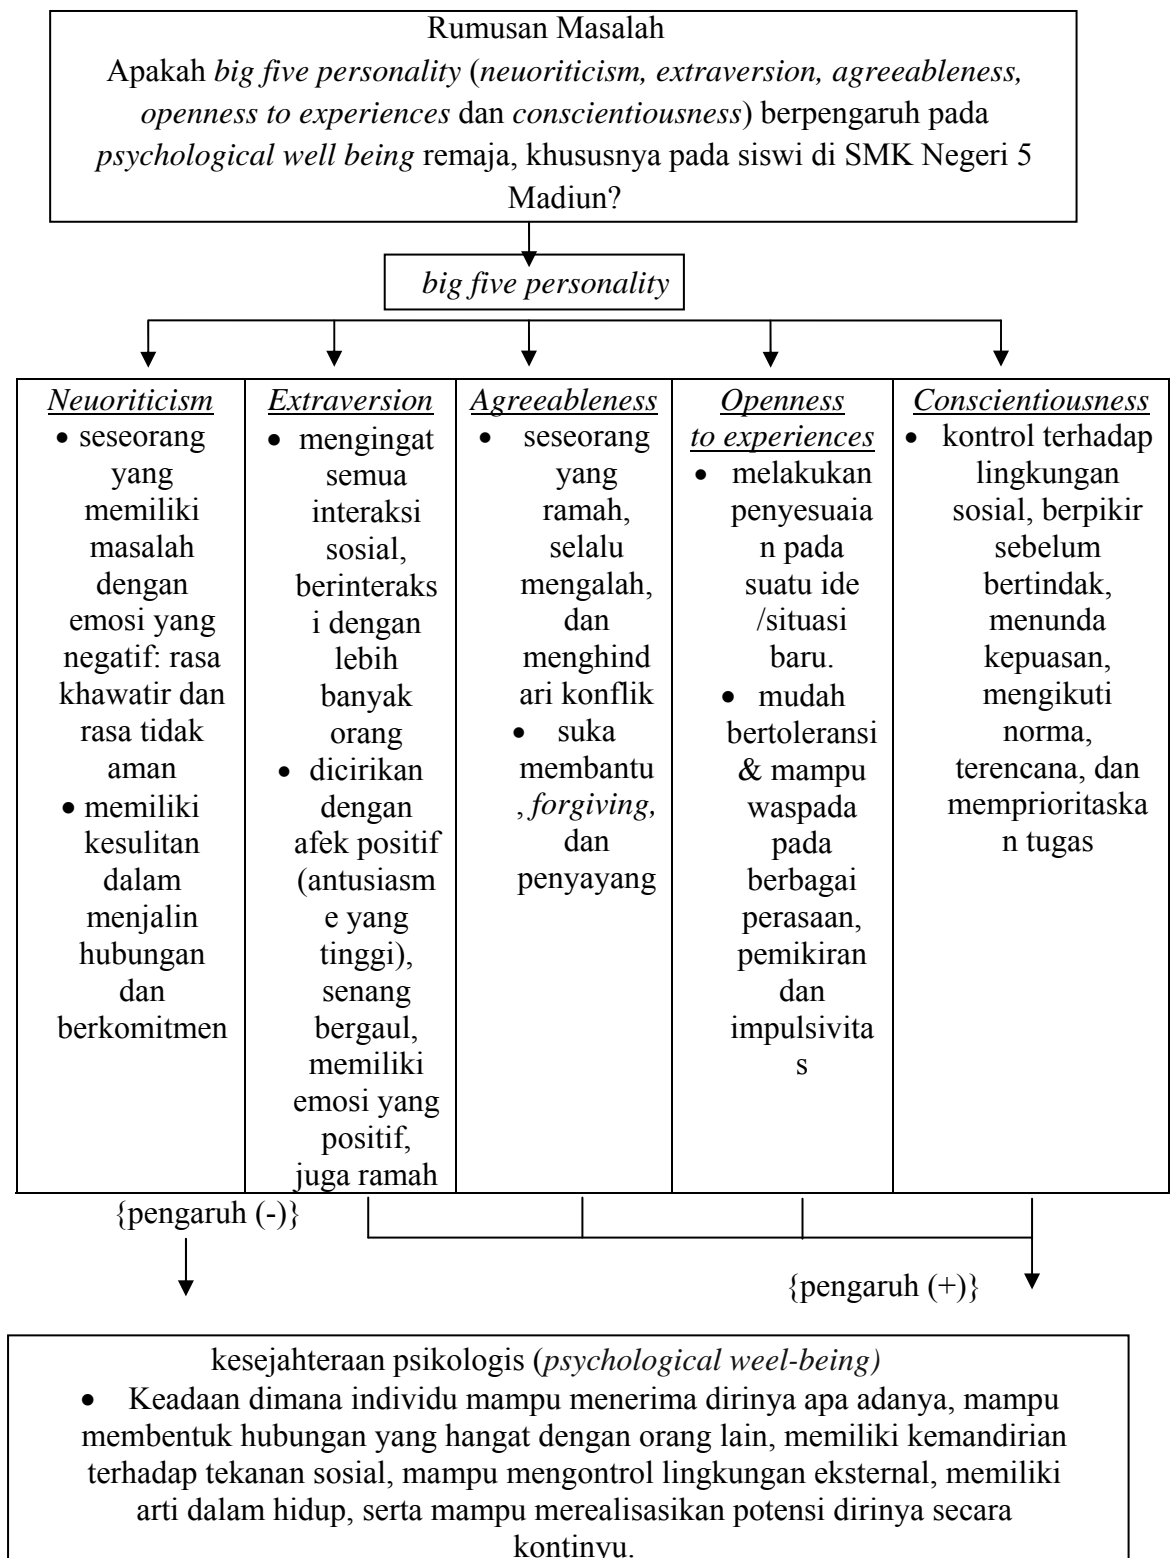 Rumusan Masalah
Apakah big five personality (neuoriticism, extraversion, agreeableness,
openness to experiences dan conscientiousness) berpengaruh pada
psychological well being remaja, khususnya pada siswi di SMK Negeri 5
Madiun?
big five personality
Neuoriticism
• seseorang
yang
memiliki
masalah
dengan
emosi yang
negatif: rasa
khawatir dan
rasa tidak
aman
• memiliki
kesulitan
dalam
menjalin
hubungan
dan
berkomitmen
Extraversion
• mengingat
semua
interaksi
sosial,
berinteraks
i dengan
lebih
banyak
orang
• dicirikan
dengan
afek positif
(antusiasm
e yang
tinggi),
senang
bergaul,
memiliki
emosi yang
positif,
juga ramah
Agreeableness
• seseorang
yang
ramah,
selalu
mengalah,
dan
menghind
ari konflik
• suka
membantu
, forgiving,
dan
penyayang
Openness
to experiences
• melakukan
penyesuaia
n pada
suatu ide
/situasi
baru.
• mudah
bertoleransi
& mampu
waspada
pada
berbagai
perasaan,
pemikiran
dan
impulsivita
s
Conscientiousness
• kontrol terhadap
lingkungan
sosial, berpikir
sebelum
bertindak,
menunda
kepuasan,
mengikuti
norma,
terencana, dan
memprioritaska
n tugas
{pengaruh (-)}
{pengaruh (+)}
kesejahteraan psikologis (psychological weel-being)
• Keadaan dimana individu mampu menerima dirinya apa adanya, mampu
membentuk hubungan yang hangat dengan orang lain, memiliki kemandirian
terhadap tekanan sosial, mampu mengontrol lingkungan eksternal, memiliki
arti dalam hidup, serta mampu merealisasikan potensi dirinya secara
kontinyu.